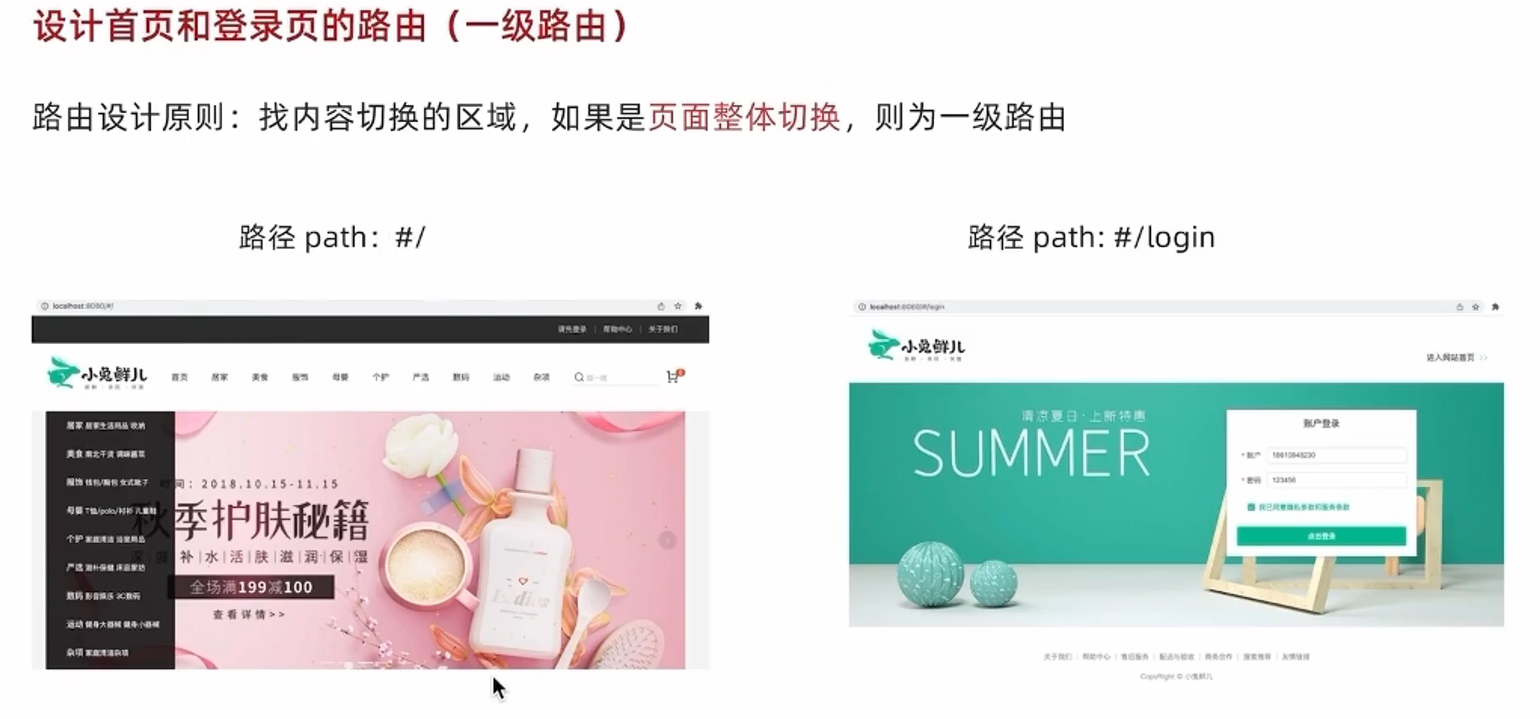 设计首页和登录页的路由（一级路由）
路由设计原则：找内容切换的区域，如果是页面整体切换，则为一级路由
路径 path：#/
路径 path: #/login
localhost:8080/#/
请先登录 | 帮助中心 | 关于我们
小兔鲜儿
首页 居家 美食 服饰 母婴 个护 严选 数码 运动 杂项
居家 居家生活用品 收纳
美食 南北干货 调味酱菜
服饰 钱包/胸包 女式靴子
母婴 T恤/polo/衬衫 儿童鞋
个护 家庭清洁 浴室用品
严选
数码 影音娱乐 3C数码
运动 健身大器械 健身小器械
杂项 家庭清洁杂项
时间：2018.10.15-11.15
秋季护肤秘籍
深度补水|活|肤|滋|润|保|湿
全场满199减100
查看详情>>
localhost:8080/#/login
小兔鲜儿
进入网站首页 >>
清凉夏日·上新特惠
SUMMER
账户登录
* 账户
* 密码 123456
我已同意隐私条款和服务条款
点击登录
关于我们 | 帮助中心 | 售后服务 | 配送与验收 | 商务合作 | 搜索推荐 | 友情链接
CopyRight © 小兔鲜儿